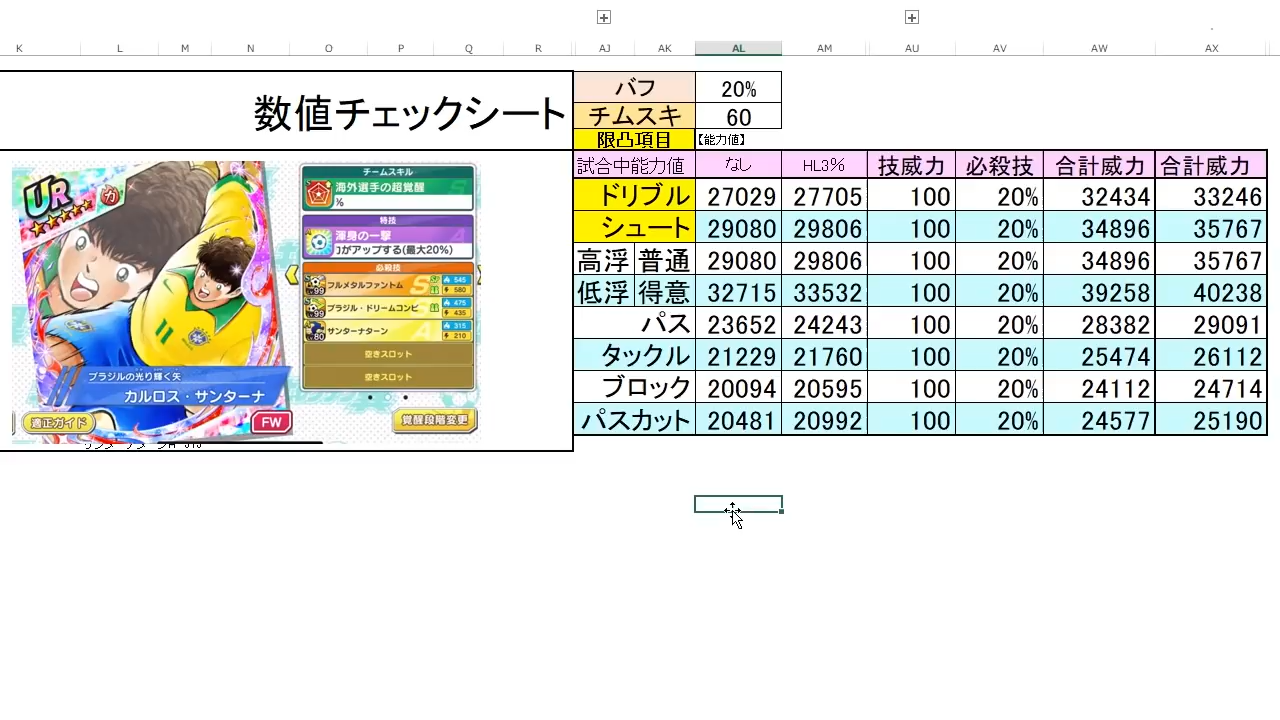 K L M N O P Q R AJ AK AL AM AU AV AW AX
数値チェックシート
バフ 20%
チムスキ 60
限凸項目 【能力値】
試合中能力値 なし HL3% 技威力 必殺技 合計威力 合計威力
ドリブル 27029 27705 100 20% 32434 33246
シュート 29080 29806 100 20% 34896 35767
高浮 普通 29080 29806 100 20% 34896 35767
低浮 得意 32715 33532 100 20% 39258 40238
パス 23652 24243 100 20% 28382 29091
タックル 21229 21760 100 20% 25474 26112
ブロック 20094 20595 100 20% 24112 24714
パスカット 20481 20992 100 20% 24577 25190
UR
力
11
ブラジルの光り輝く矢
カルロス・サンターナ
適正ガイド
FW
チームスキル
海外選手の超覚醒
%
特技
渾身の一撃
がアップする(最大20%)
必殺技
フルメタルファントム S 545 580
Lv99
ブラジル・ドリームコンビ S 475 435
Lv99
サンターナターン A 315 210
Lv80
空きスロット
空きスロット
覚醒段階変更